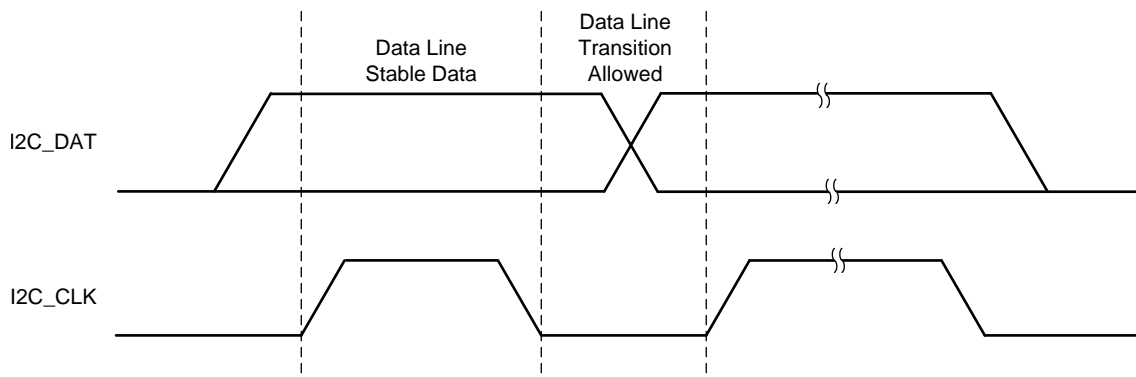 Data Line
Stable Data
Data Line
Transition
Allowed
I2C_DAT
I2C_CLK